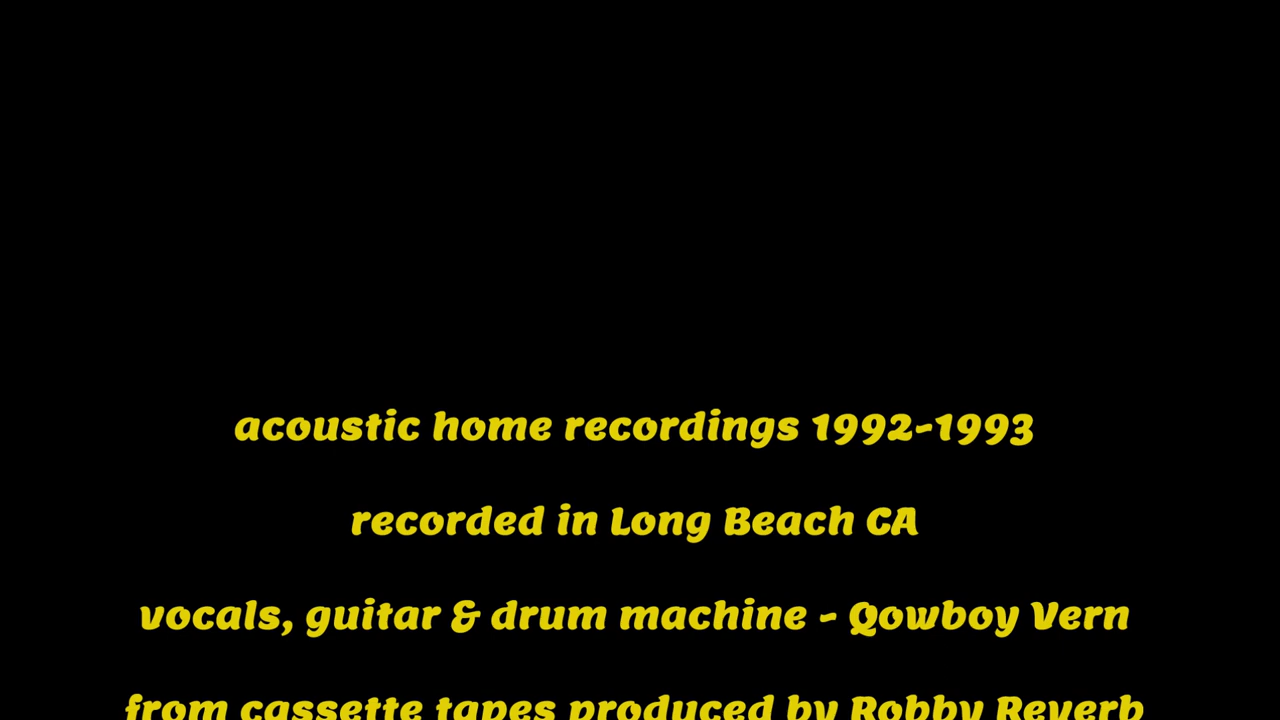 acoustic home recordings 1992-1993
recorded in Long Beach CA
vocals, guitar & drum machine - Qowboy Vern
from cassette tapes produced by Robby Reverb